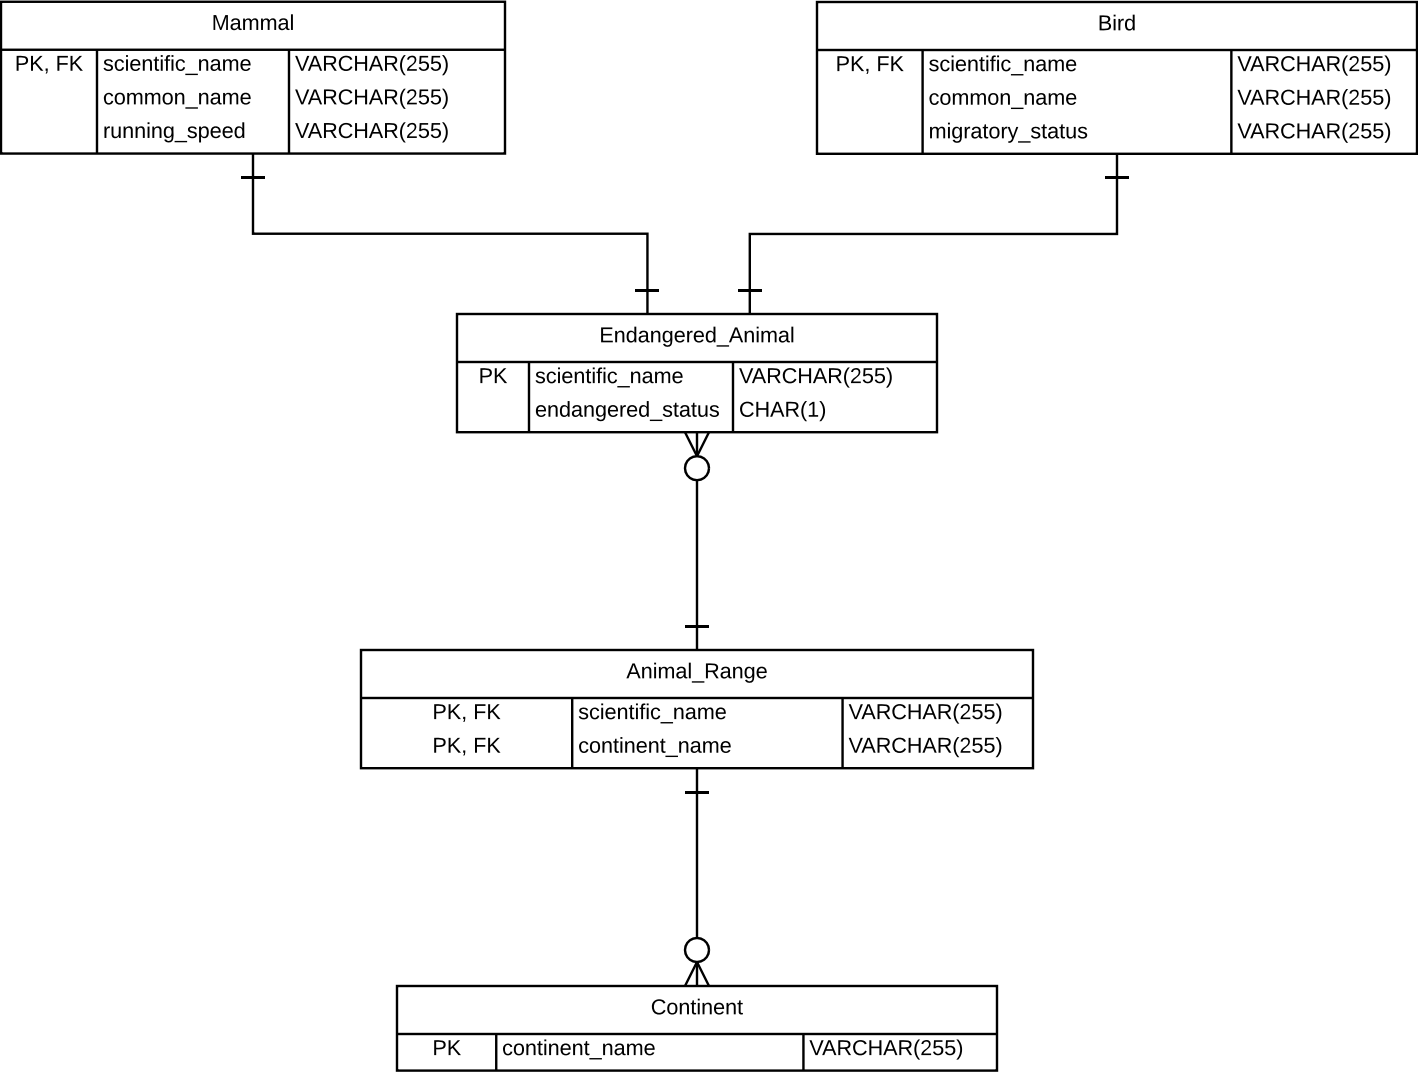 Mammal
PK, FK scientific_name VARCHAR(255)
common_name VARCHAR(255)
running_speed VARCHAR(255)
Bird
PK, FK scientific_name VARCHAR(255)
common_name VARCHAR(255)
migratory_status VARCHAR(255)
Endangered_Animal
PK scientific_name VARCHAR(255)
endangered_status CHAR(1)
Animal_Range
PK, FK scientific_name VARCHAR(255)
PK, FK continent_name VARCHAR(255)
Continent
PK continent_name VARCHAR(255)